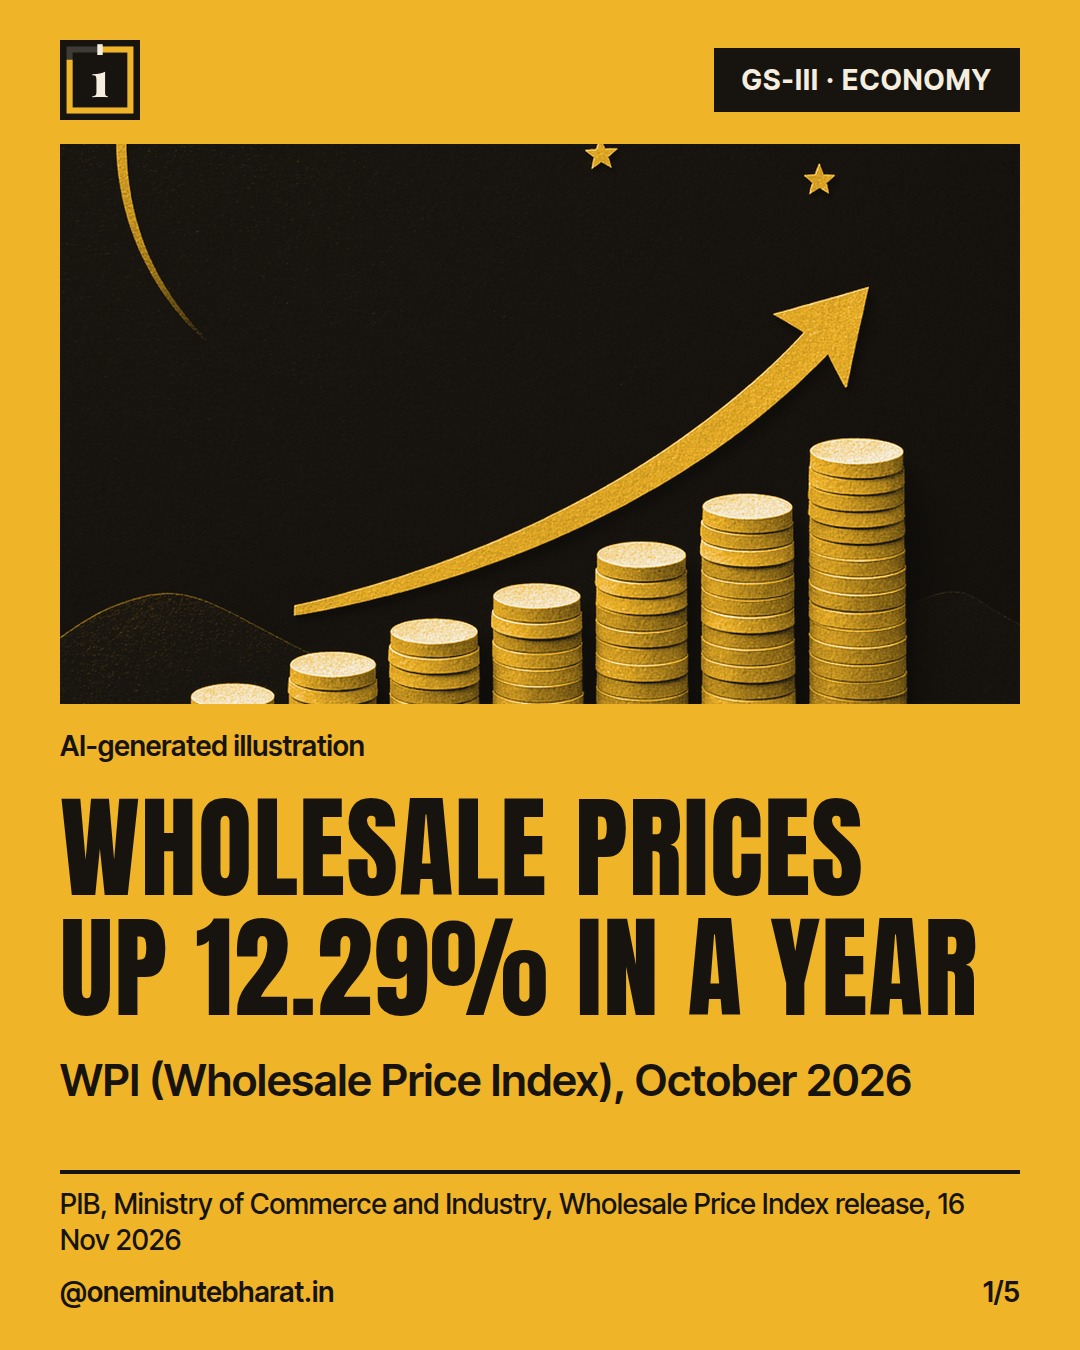 1
GS-III · ECONOMY
AI-generated illustration
WHOLESALE PRICES
UP 12.29% IN A YEAR
WPI (Wholesale Price Index), October 2026
PIB, Ministry of Commerce and Industry, Wholesale Price Index release, 16
Nov 2026
@oneminutebharat.in
1/5